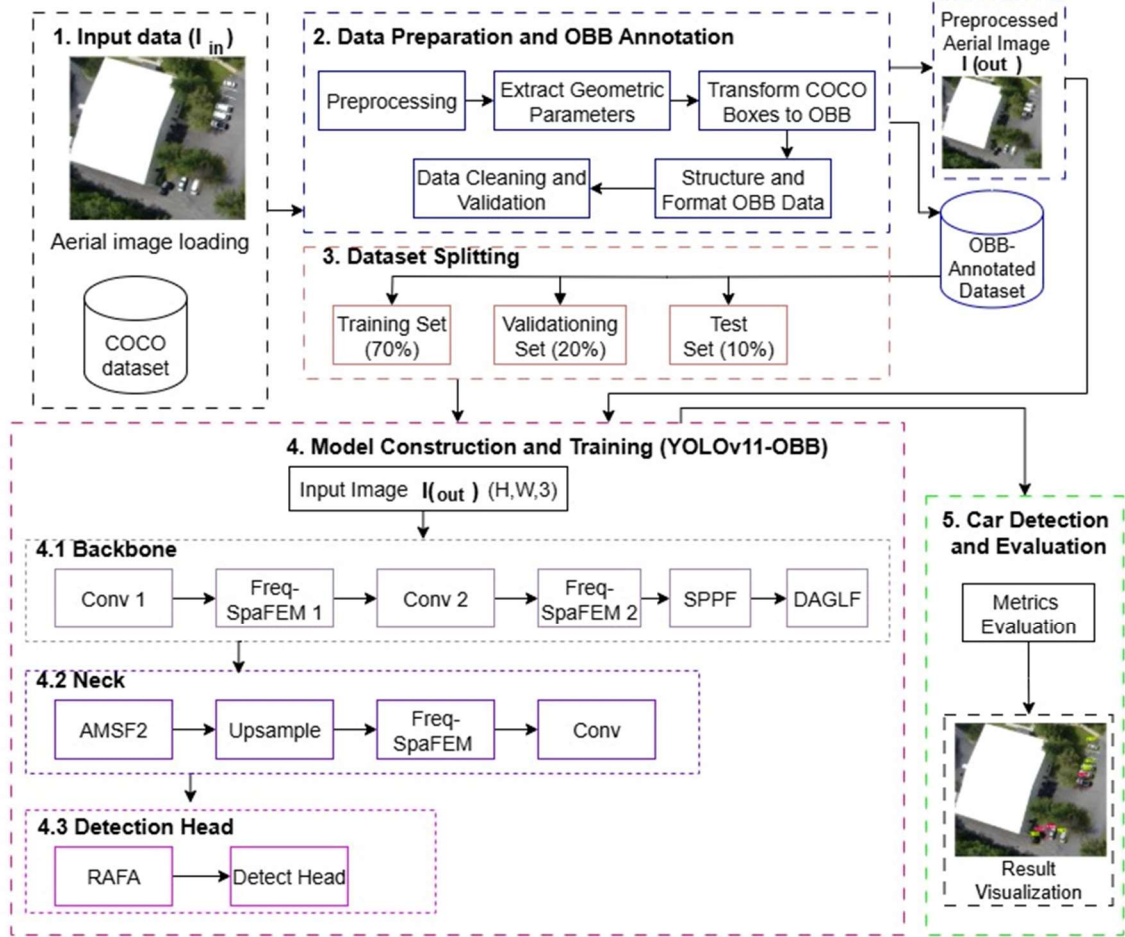 1. Input data (I in)
Aerial image loading
COCO
dataset
2. Data Preparation and OBB Annotation
Preprocessing
Extract Geometric
Parameters
Transform COCO
Boxes to OBB
Data Cleaning and
Validation
Structure and
Format OBB Data
Preprocessed
Aerial Image
I(out)
OBB-
Annotated
Dataset
3. Dataset Splitting
Training Set
(70%)
Validationing
Set (20%)
Test
Set (10%)
4. Model Construction and Training (YOLOv11-OBB)
Input Image I(out) (H,W,3)
4.1 Backbone
Conv 1
Freq-
SpaFEM 1
Conv 2
Freq-
SpaFEM 2
SPPF
DAGLF
4.2 Neck
AMSF2
Upsample
Freq-
SpaFEM
Conv
4.3 Detection Head
RAFA
Detect Head
5. Car Detection
and Evaluation
Metrics
Evaluation
Result
Visualization